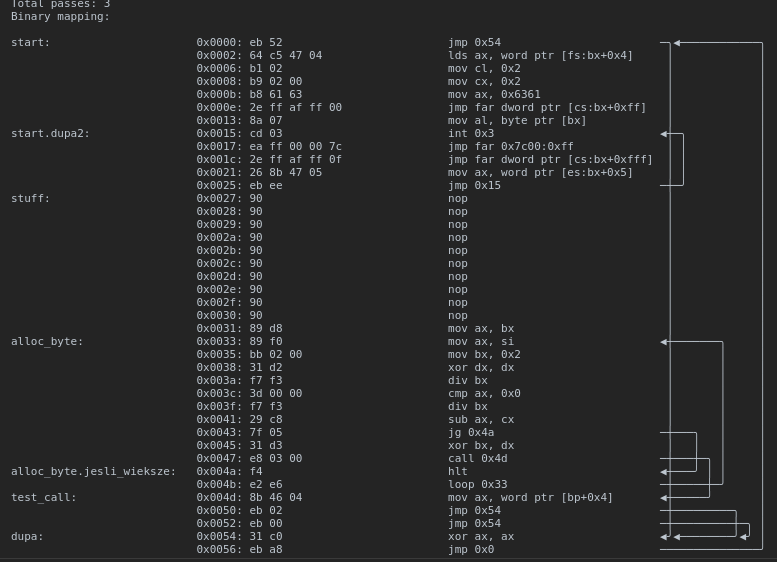 Total passes: 3
Binary mapping:
start: 0x0000: eb 52 jmp 0x54
0x0002: 64 c5 47 04 lds ax, word ptr [fs:bx+0x4]
0x0006: b1 02 mov cl, 0x2
0x0008: b9 02 00 mov cx, 0x2
0x000b: b8 61 63 mov ax, 0x6361
0x000e: 2e ff af ff 00 jmp far dword ptr [cs:bx+0xff]
0x0013: 8a 07 mov al, byte ptr [bx]
start.dupa2: 0x0015: cd 03 int 0x3
0x0017: ea ff 00 00 7c jmp far 0x7c00:0xff
0x001c: 2e ff af ff 0f jmp far dword ptr [cs:bx+0xfff]
0x0021: 26 8b 47 05 mov ax, word ptr [es:bx+0x5]
0x0025: eb ee jmp 0x15
stuff: 0x0027: 90 nop
0x0028: 90 nop
0x0029: 90 nop
0x002a: 90 nop
0x002b: 90 nop
0x002c: 90 nop
0x002d: 90 nop
0x002e: 90 nop
0x002f: 90 nop
0x0030: 90 nop
0x0031: 89 d8 mov ax, bx
alloc_byte: 0x0033: 89 f0 mov ax, si
0x0035: bb 02 00 mov bx, 0x2
0x0038: 31 d2 xor dx, dx
0x003a: f7 f3 div bx
0x003c: 3d 00 00 cmp ax, 0x0
0x003f: f7 f3 div bx
0x0041: 29 c8 sub ax, cx
0x0043: 7f 05 jg 0x4a
0x0045: 31 d3 xor bx, dx
0x0047: e8 03 00 call 0x4d
alloc_byte.jesli_wieksze: 0x004a: f4 hlt
0x004b: e2 e6 loop 0x33
test_call: 0x004d: 8b 46 04 mov ax, word ptr [bp+0x4]
0x0050: eb 02 jmp 0x54
0x0052: eb 00 jmp 0x54
dupa: 0x0054: 31 c0 xor ax, ax
0x0056: eb a8 jmp 0x0